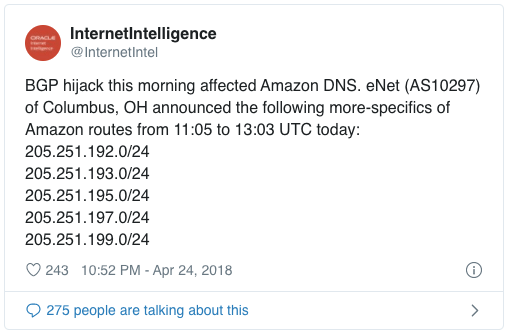 ORACLE
Internet
Intelligence
InternetIntelligence
@InternetIntel
BGP hijack this morning affected Amazon DNS. eNet (AS10297)
of Columbus, OH announced the following more-specifics of
Amazon routes from 11:05 to 13:03 UTC today:
205.251.192.0/24
205.251.193.0/24
205.251.195.0/24
205.251.197.0/24
205.251.199.0/24
243 10:52 PM - Apr 24, 2018
275 people are talking about this